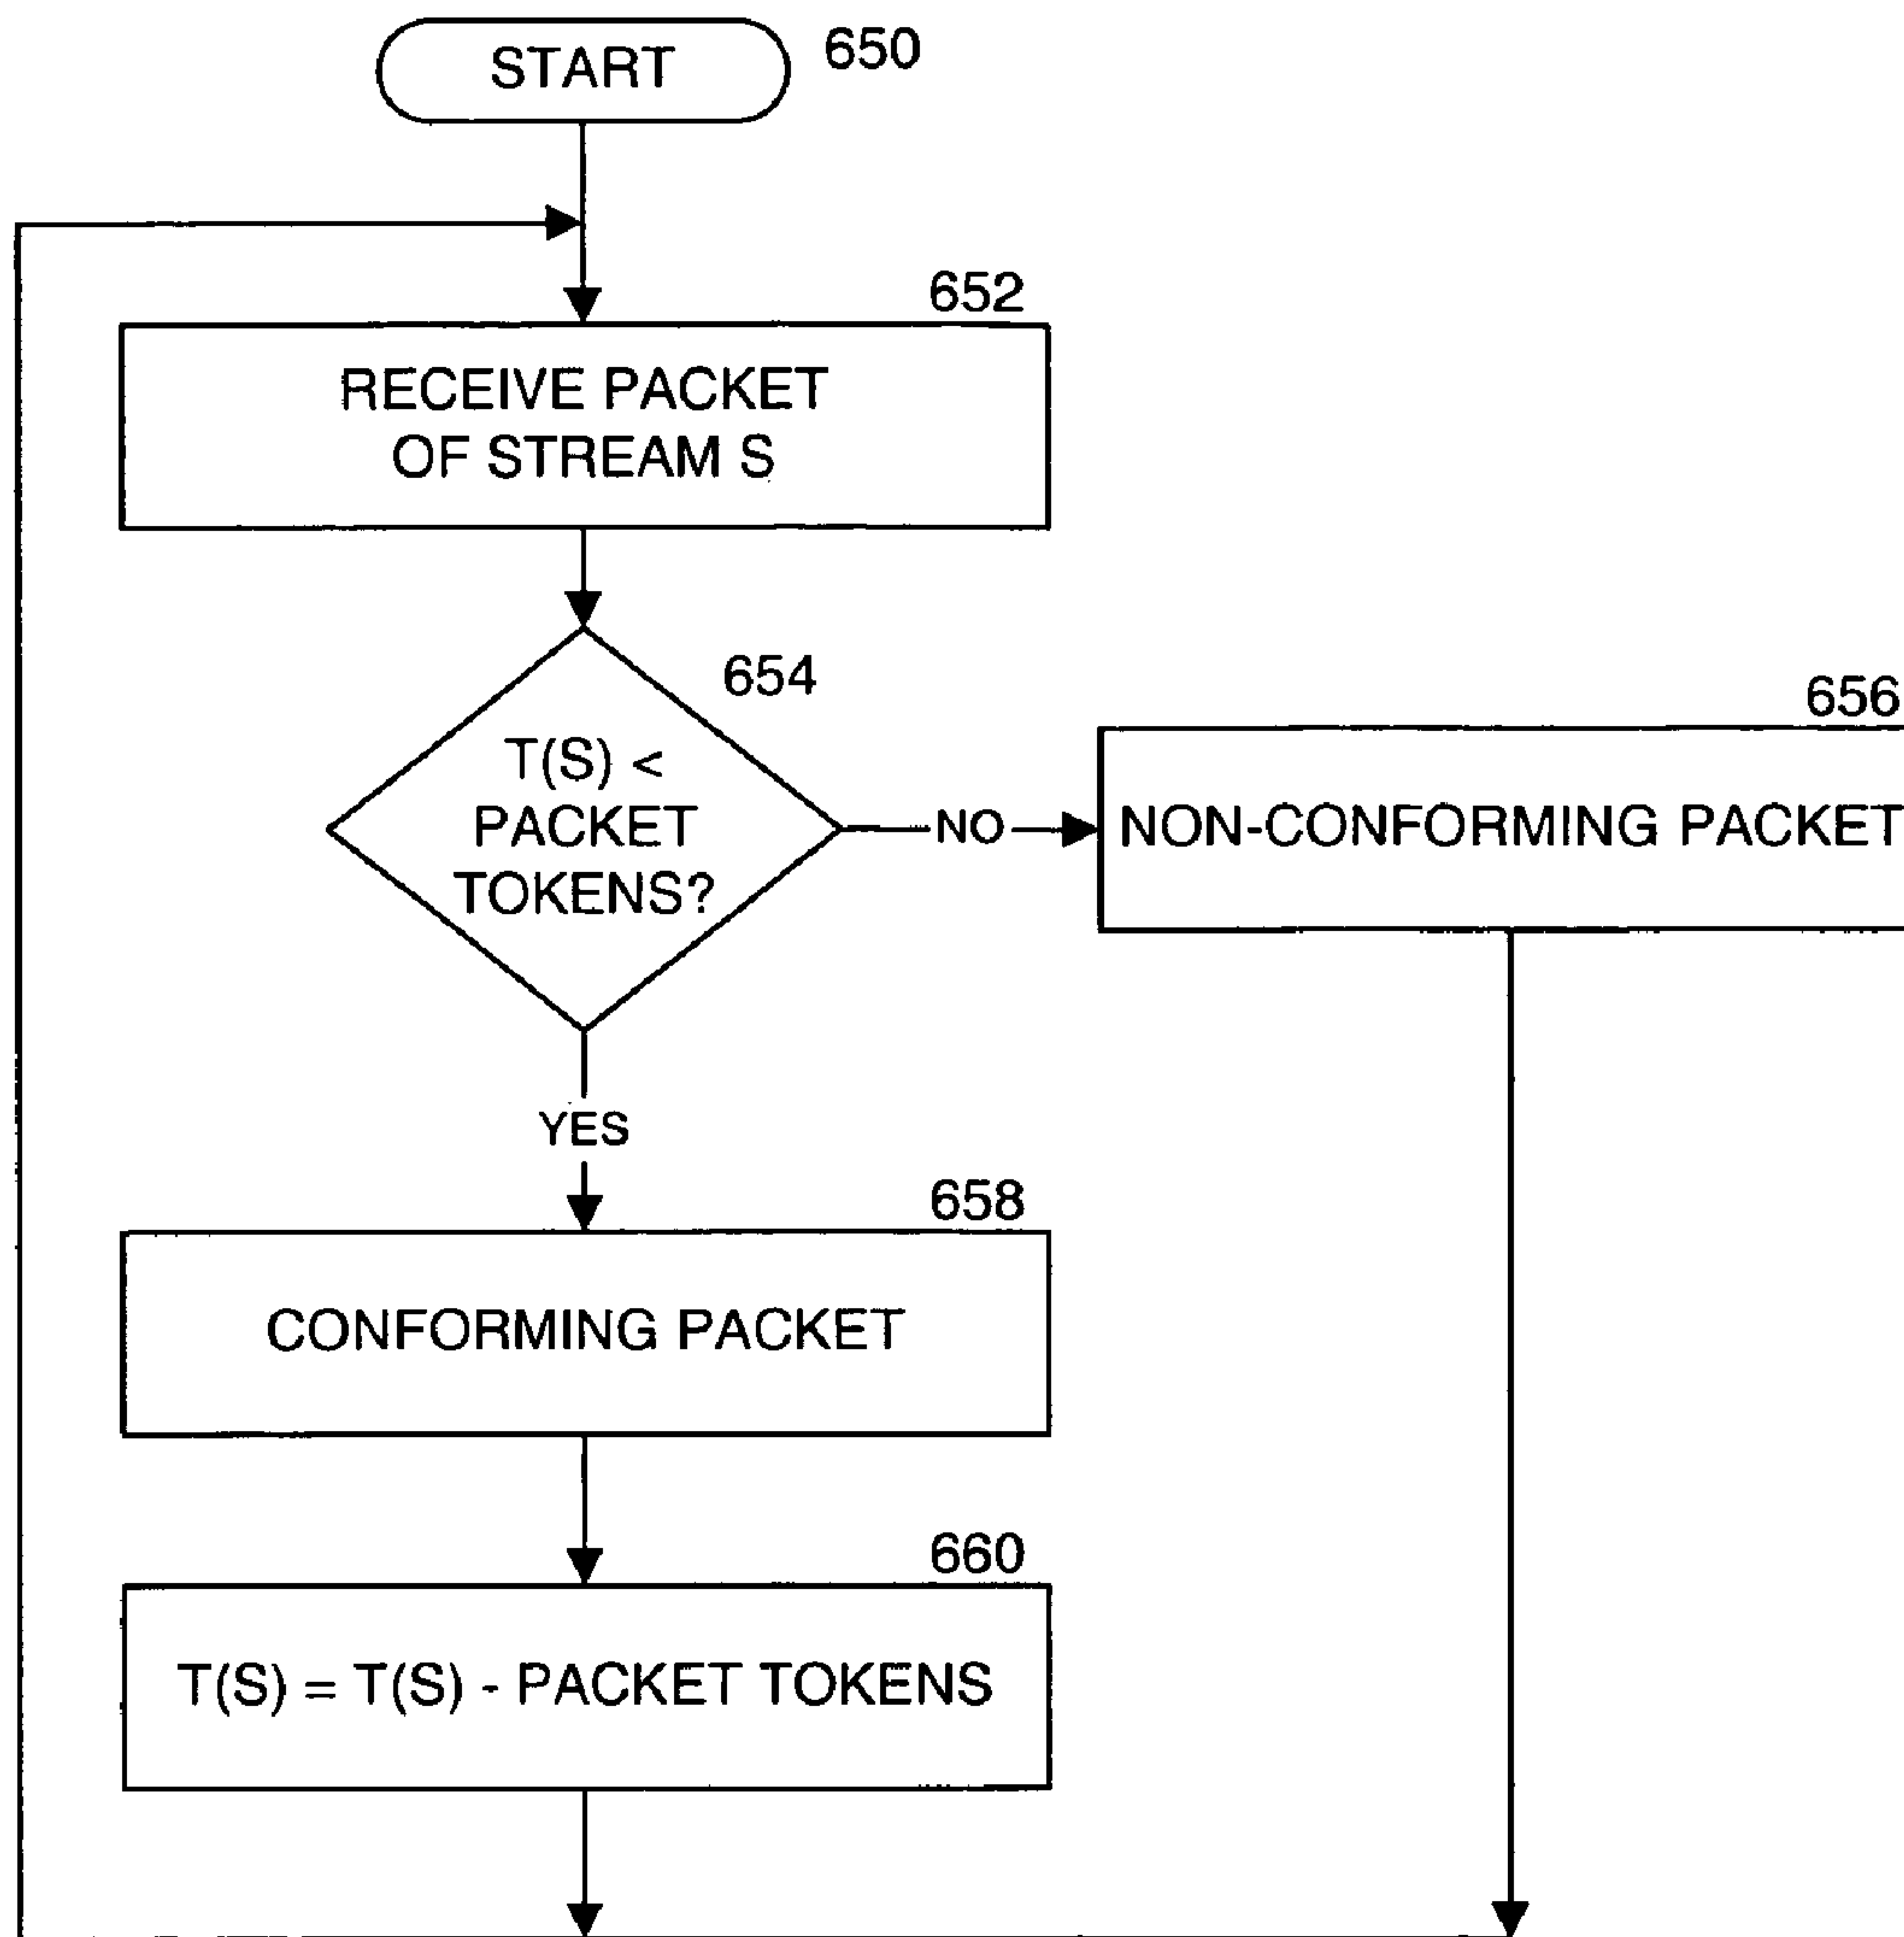 START
650
652
RECEIVE PACKET
OF STREAM S
654
T(S) <
PACKET
TOKENS?
NO
656
NON-CONFORMING PACKET
YES
658
CONFORMING PACKET
660
T(S) = T(S) - PACKET TOKENS